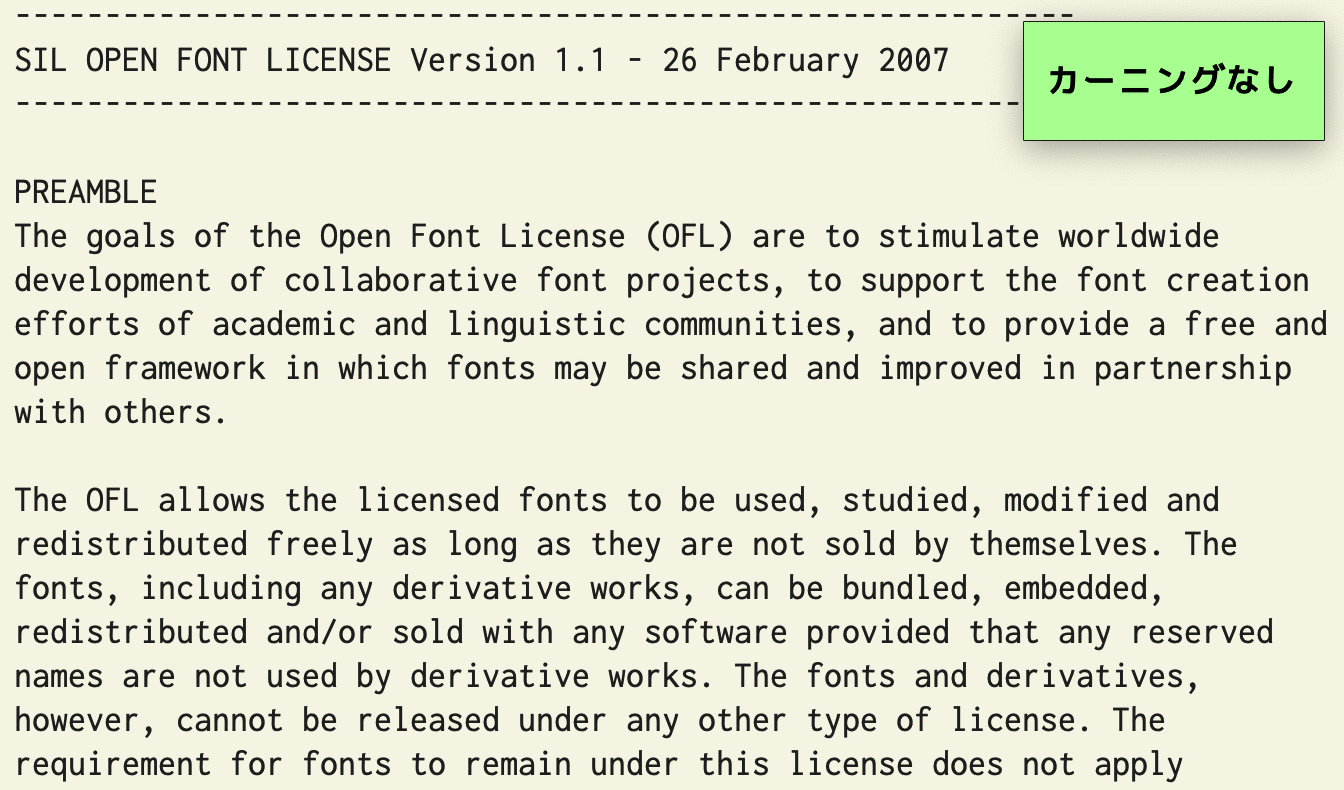 -----------------------------------------------------------
SIL OPEN FONT LICENSE Version 1.1 - 26 February 2007
-----------------------------------------------------------
カーニングなし
PREAMBLE
The goals of the Open Font License (OFL) are to stimulate worldwide
development of collaborative font projects, to support the font creation
efforts of academic and linguistic communities, and to provide a free and
open framework in which fonts may be shared and improved in partnership
with others.

The OFL allows the licensed fonts to be used, studied, modified and
redistributed freely as long as they are not sold by themselves. The
fonts, including any derivative works, can be bundled, embedded,
redistributed and/or sold with any software provided that any reserved
names are not used by derivative works. The fonts and derivatives,
however, cannot be released under any other type of license. The
requirement for fonts to remain under this license does not apply